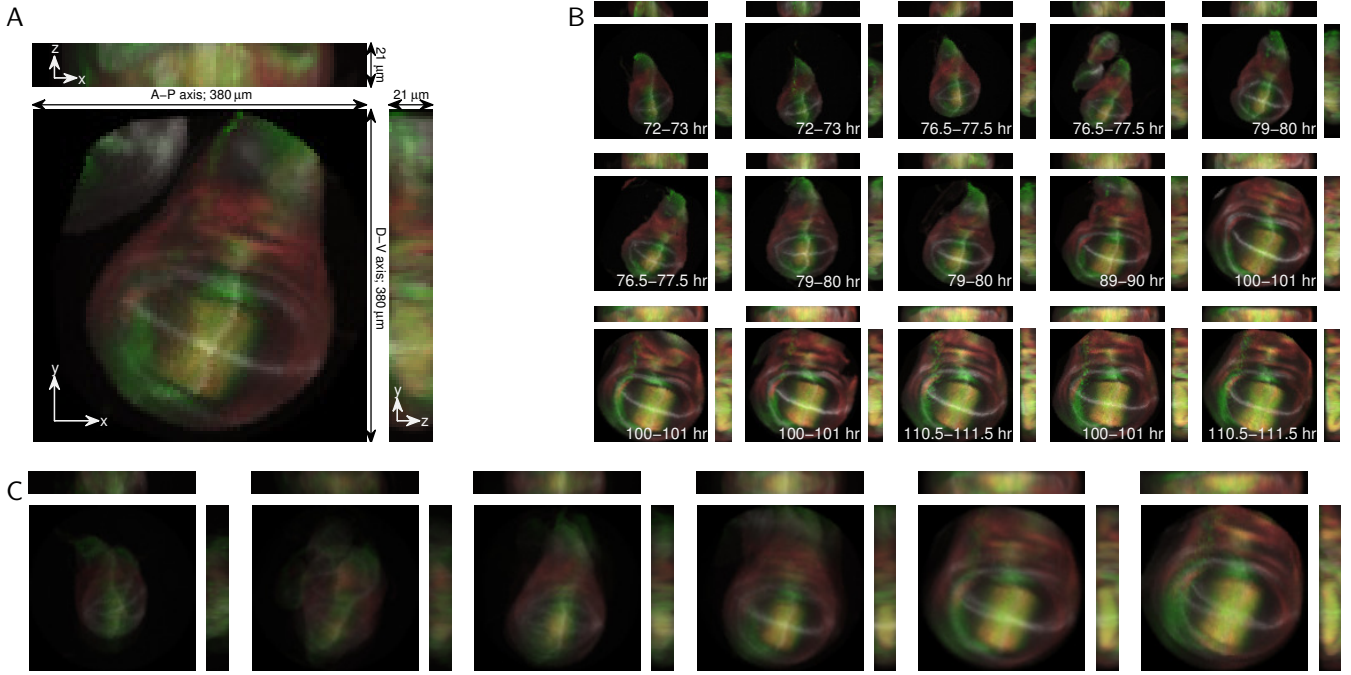 A
z
x
21 μm
A–P axis; 380 μm
21 μm
D–V axis; 380 μm
y
x
y
z
B
72–73 hr
72–73 hr
76.5–77.5 hr
76.5–77.5 hr
79–80 hr
76.5–77.5 hr
79–80 hr
79–80 hr
89–90 hr
100–101 hr
100–101 hr
100–101 hr
110.5–111.5 hr
100–101 hr
110.5–111.5 hr
C